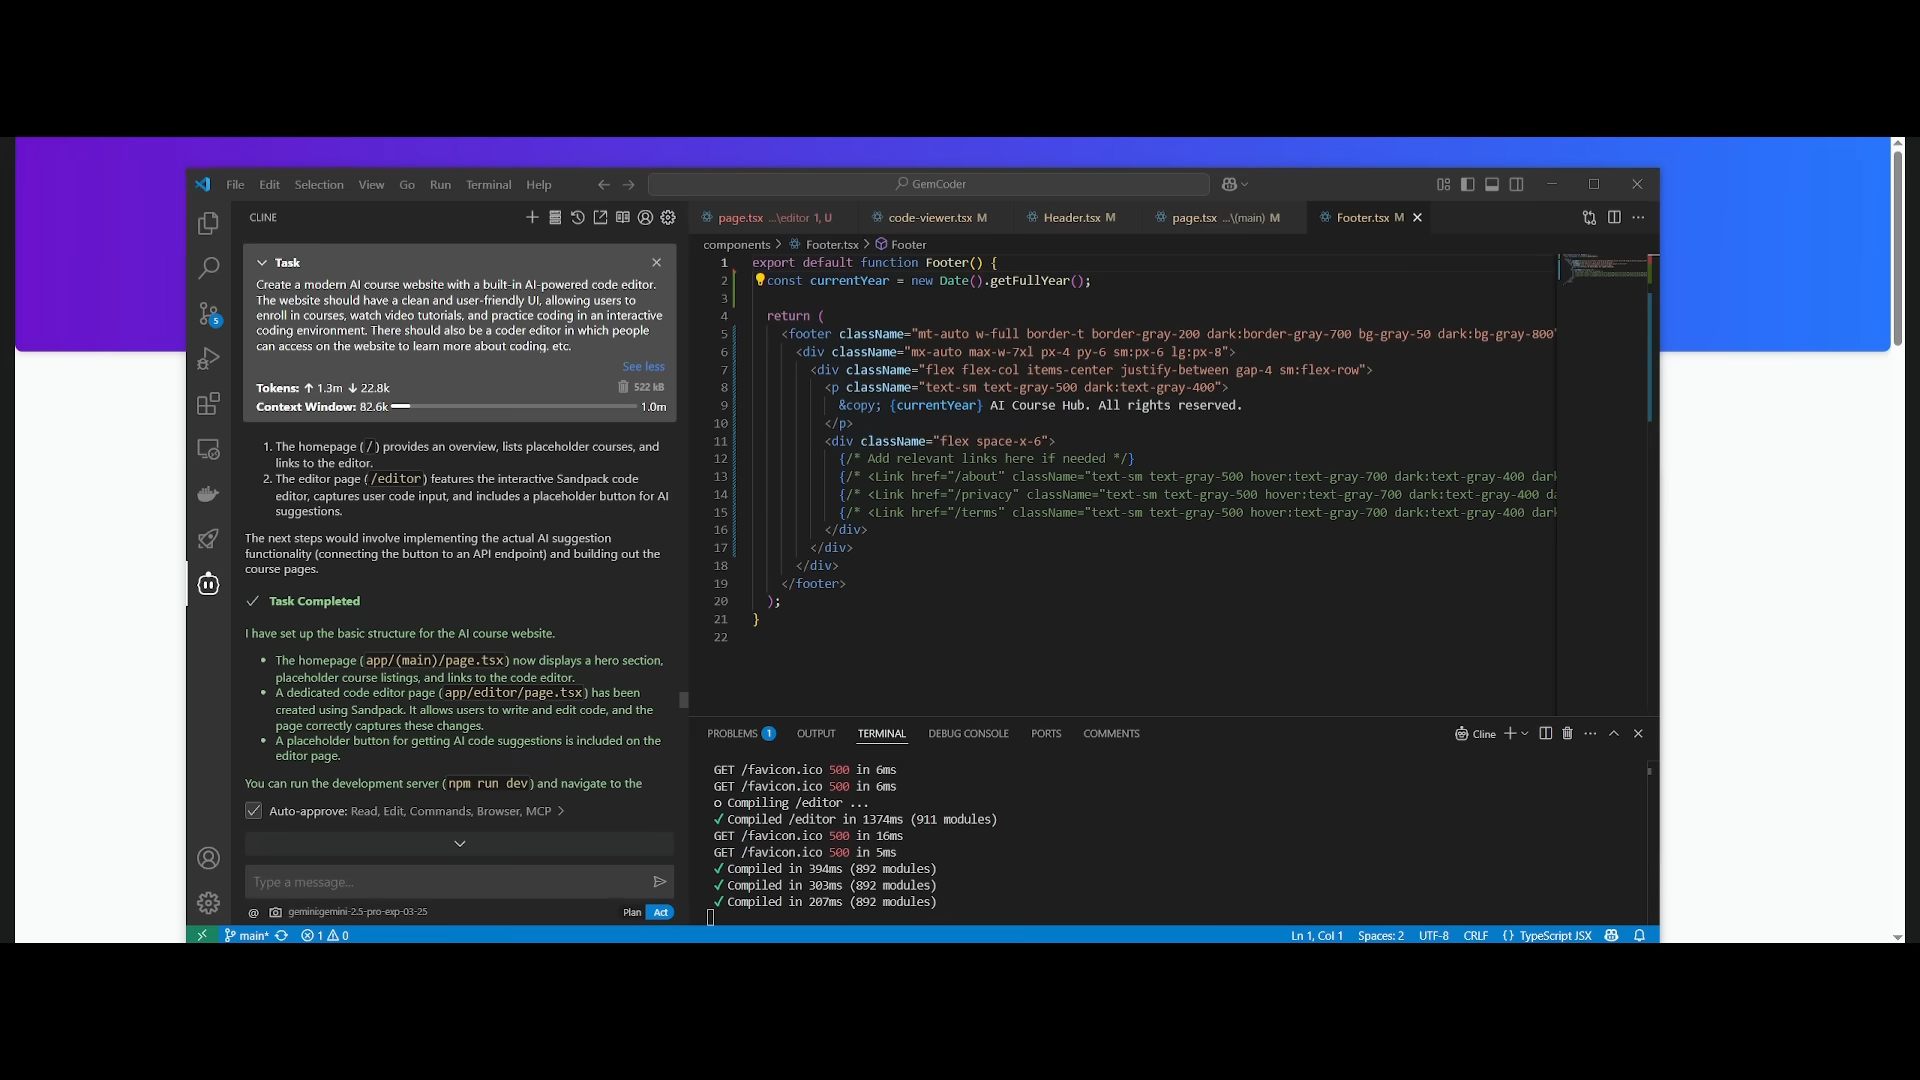 File Edit Selection View Go Run Terminal Help
GemCoder
CLINE
Task
Create a modern AI course website with a built-in AI-powered code editor.
The website should have a clean and user-friendly UI, allowing users to
enroll in courses, watch video tutorials, and practice coding in an interactive
coding environment. There should also be a coder editor in which people
can access on the website to learn more about coding. etc.
See less
Tokens: ↑ 1.3m ↓ 22.8k
522 kB
Context Window: 82.6k
1.0m
1. The homepage (/) provides an overview, lists placeholder courses, and
links to the editor.
2. The editor page (/editor) features the interactive Sandpack code
editor, captures user code input, and includes a placeholder button for AI
suggestions.
The next steps would involve implementing the actual AI suggestion
functionality (connecting the button to an API endpoint) and building out the
course pages.
Task Completed
I have set up the basic structure for the AI course website.
• The homepage (app/(main)/page.tsx) now displays a hero section,
placeholder course listings, and links to the code editor.
• A dedicated code editor page (app/editor/page.tsx) has been
created using Sandpack. It allows users to write and edit code, and the
page correctly captures these changes.
• A placeholder button for getting AI code suggestions is included on the
editor page.
You can run the development server (npm run dev) and navigate to the
Auto-approve: Read, Edit, Commands, Browser, MCP >
Type a message...
@ gemini:gemini-2.5-pro-exp-03-25
Plan Act
5
page.tsx ...\editor 1, U
code-viewer.tsx M
Header.tsx M
page.tsx ...\(main) M
Footer.tsx M
components > Footer.tsx > Footer
1 export default function Footer() {
2 const currentYear = new Date().getFullYear();
3
4 return (
5 <footer className="mt-auto w-full border-t border-gray-200 dark:border-gray-700 bg-gray-50 dark:bg-gray-800"
6 <div className="mx-auto max-w-7xl px-4 py-6 sm:px-6 lg:px-8">
7 <div className="flex flex-col items-center justify-between gap-4 sm:flex-row">
8 <p className="text-sm text-gray-500 dark:text-gray-400">
9 &copy; {currentYear} AI Course Hub. All rights reserved.
10 </p>
11 <div className="flex space-x-6">
12 {/* Add relevant links here if needed */}
13 {/* <Link href="/about" className="text-sm text-gray-500 hover:text-gray-700 dark:text-gray-400 dark
14 {/* <Link href="/privacy" className="text-sm text-gray-500 hover:text-gray-700 dark:text-gray-400 da
15 {/* <Link href="/terms" className="text-sm text-gray-500 hover:text-gray-700 dark:text-gray-400 dark
16 </div>
17 </div>
18 </div>
19 </footer>
20 );
21 }
22
PROBLEMS 1 OUTPUT TERMINAL DEBUG CONSOLE PORTS COMMENTS
Cline
GET /favicon.ico 500 in 6ms
GET /favicon.ico 500 in 6ms
○ Compiling /editor ...
✓ Compiled /editor in 1374ms (911 modules)
GET /favicon.ico 500 in 16ms
GET /favicon.ico 500 in 5ms
✓ Compiled in 394ms (892 modules)
✓ Compiled in 303ms (892 modules)
✓ Compiled in 207ms (892 modules)
main* 1 0
Ln 1, Col 1 Spaces: 2 UTF-8 CRLF {} TypeScript JSX